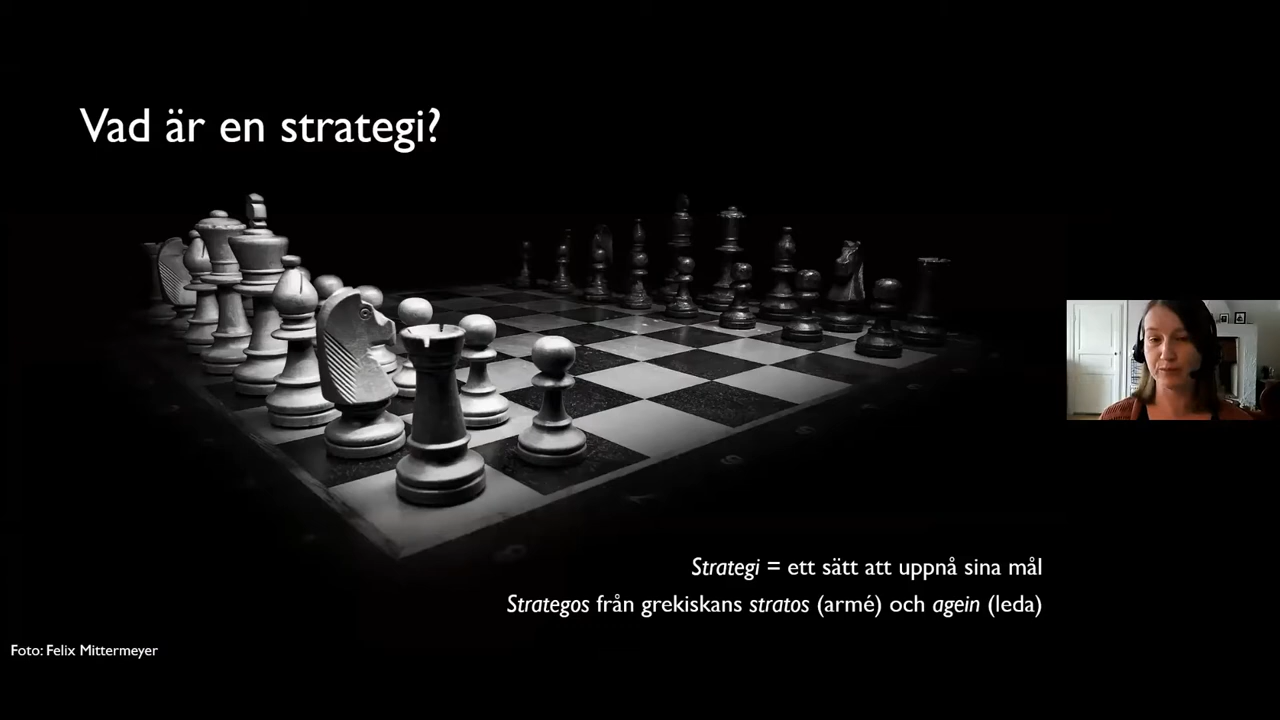 Vad är en strategi?
Strategi = ett sätt att uppnå sina mål
Strategos från grekiskans stratos (armé) och agein (leda)
Foto: Felix Mittermeyer